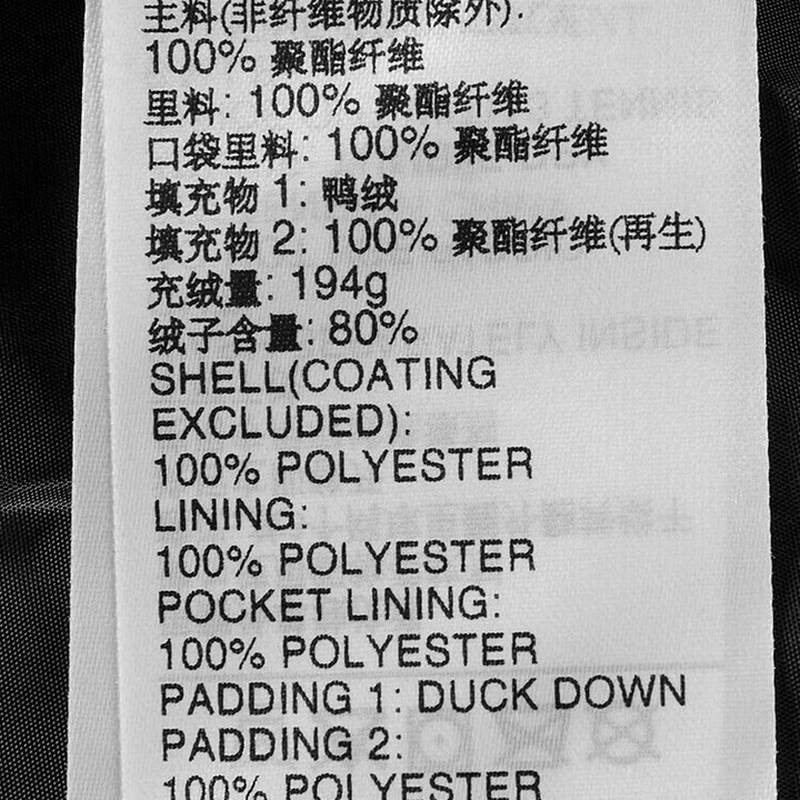 主料(非纤维物质除外):
100% 聚酯纤维
里料: 100% 聚酯纤维
口袋里料: 100% 聚酯纤维
填充物 1: 鸭绒
填充物 2: 100% 聚酯纤维(再生)
充绒量: 194g
绒子含量: 80%
SHELL(COATING
EXCLUDED):
100% POLYESTER
LINING:
100% POLYESTER
POCKET LINING:
100% POLYESTER
PADDING 1: DUCK DOWN
PADDING 2:
100% POLYESTER